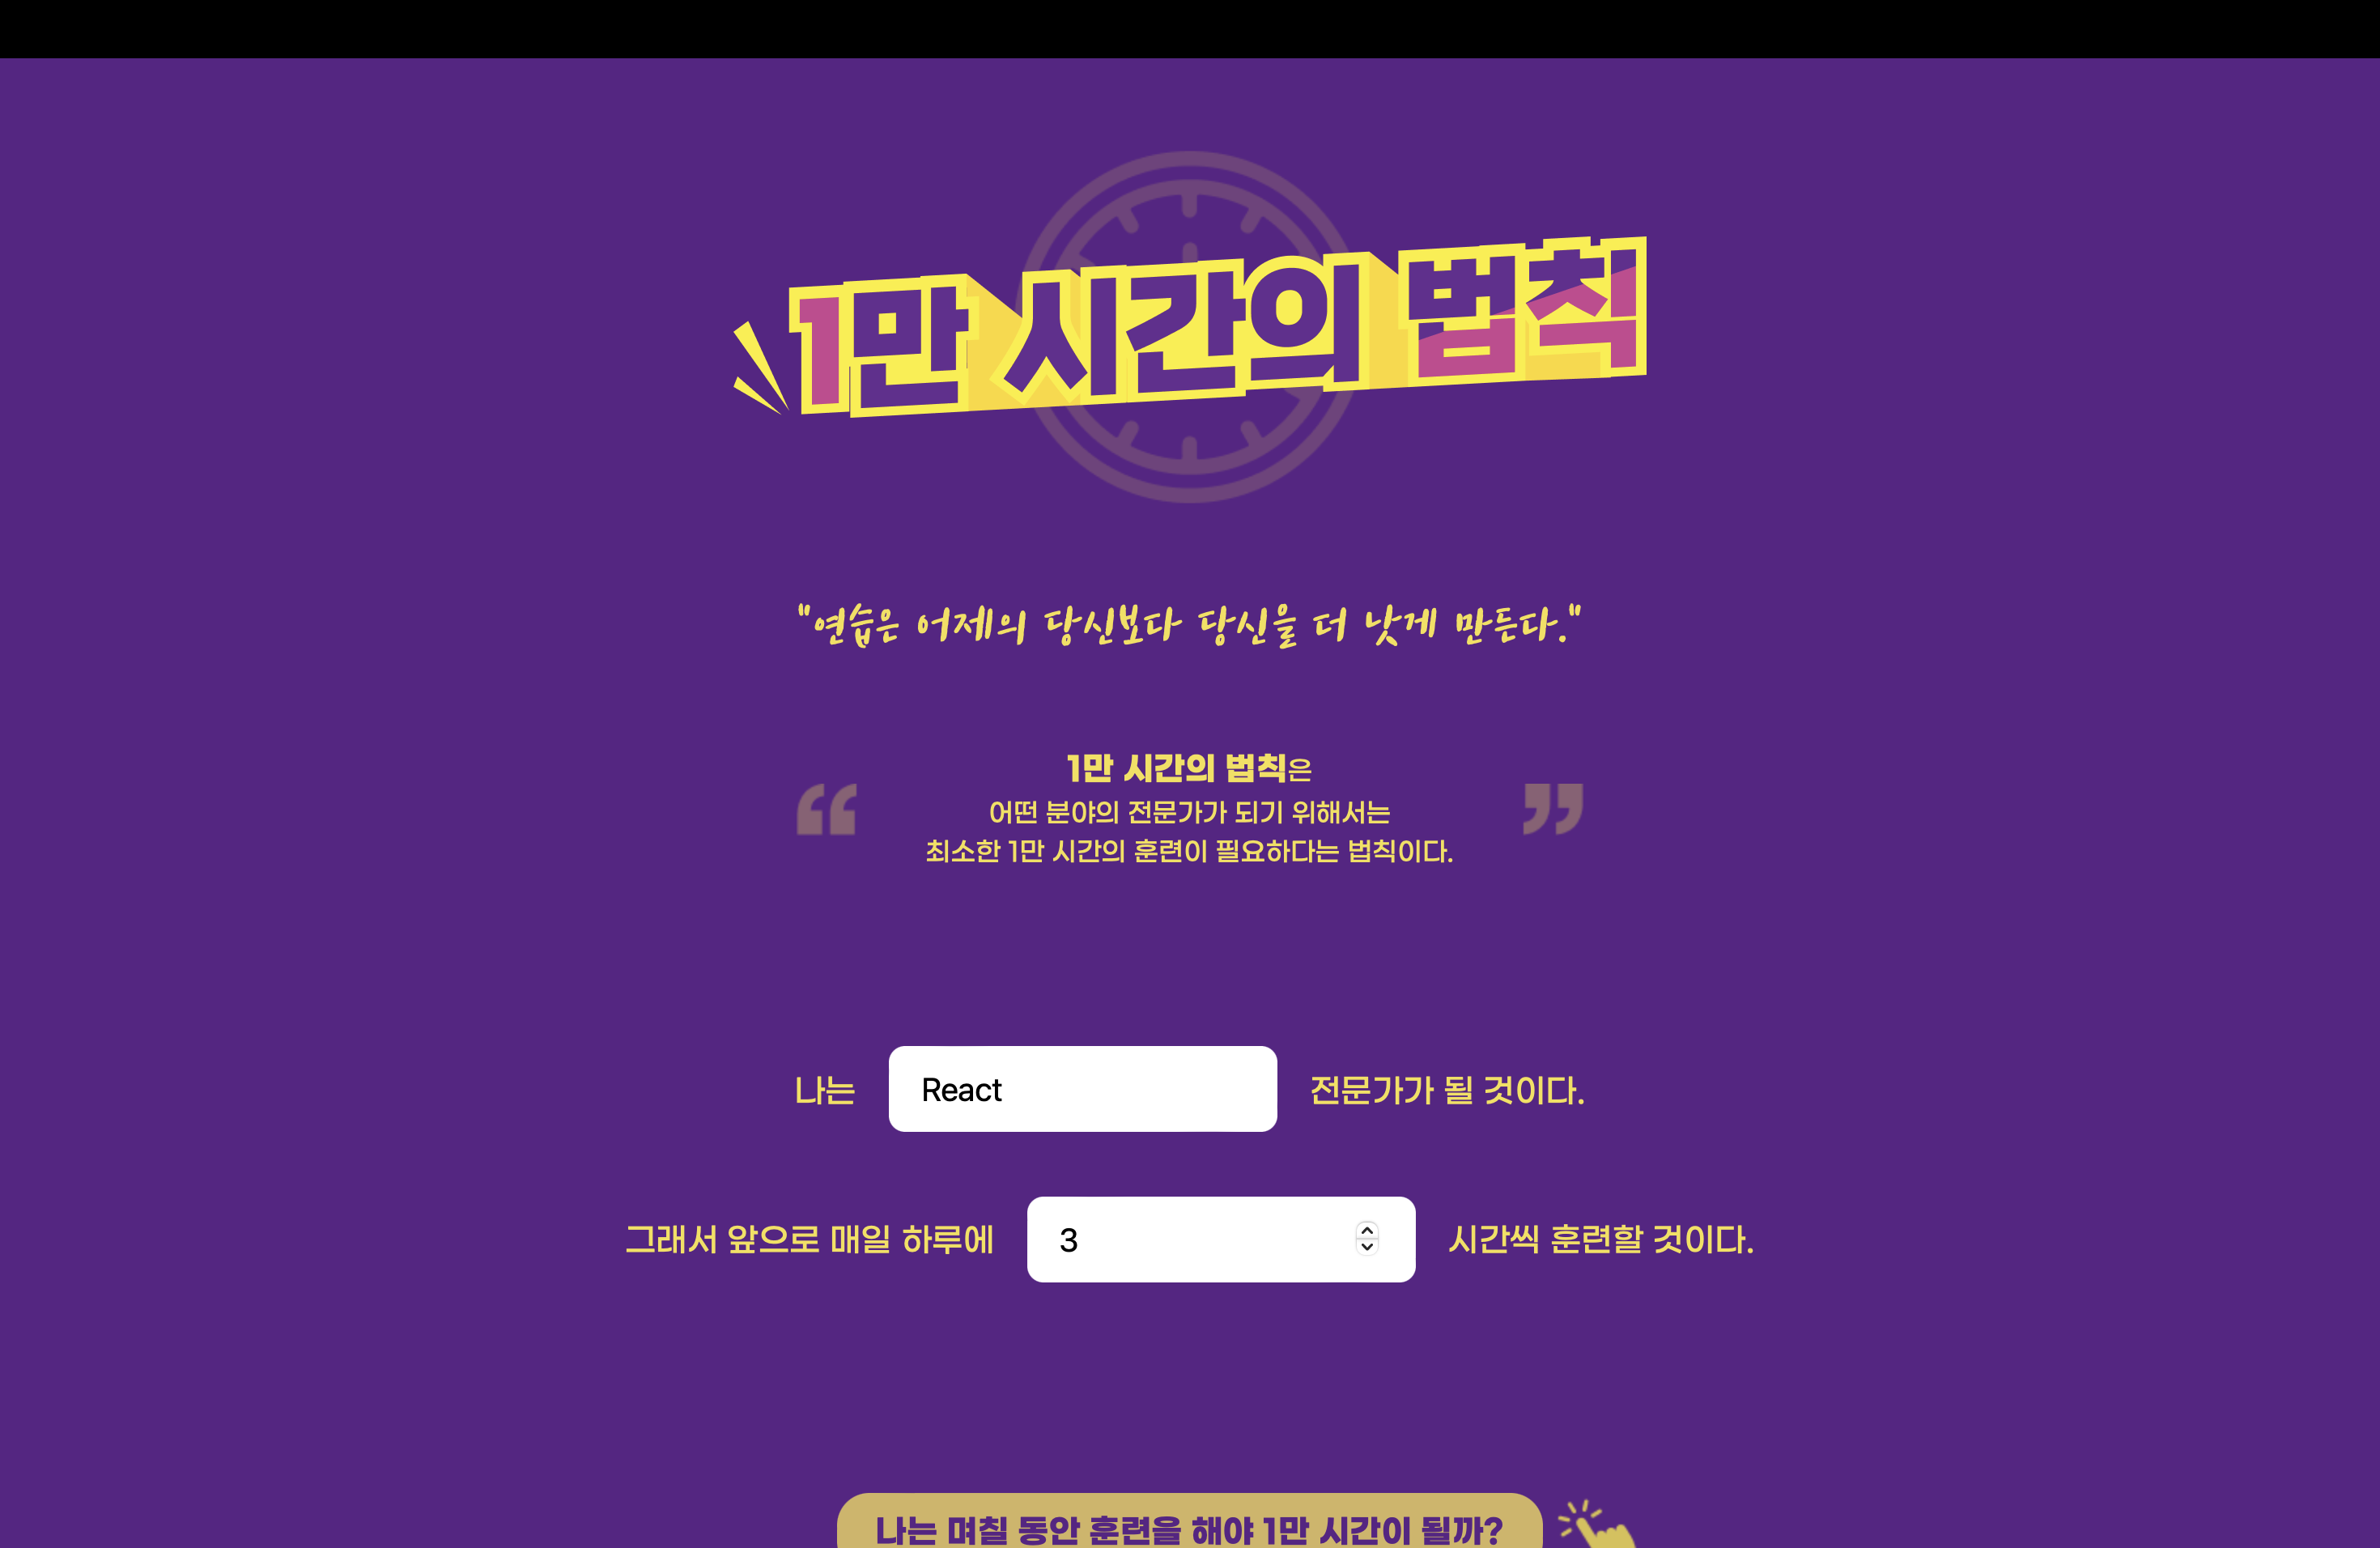 1만 시간의 법칙
"연습은 어제의 당신보다 당신을 더 낫게 만든다."
1만 시간의 법칙은
어떤 분야의 전문가가 되기 위해서는
최소한 1만 시간의 훈련이 필요하다는 법칙이다.
나는 React 전문가가 될 것이다.
그래서 앞으로 매일 하루에 3 시간씩 훈련할 것이다.
나는 며칠 동안 훈련을 해야 1만 시간이 될까?